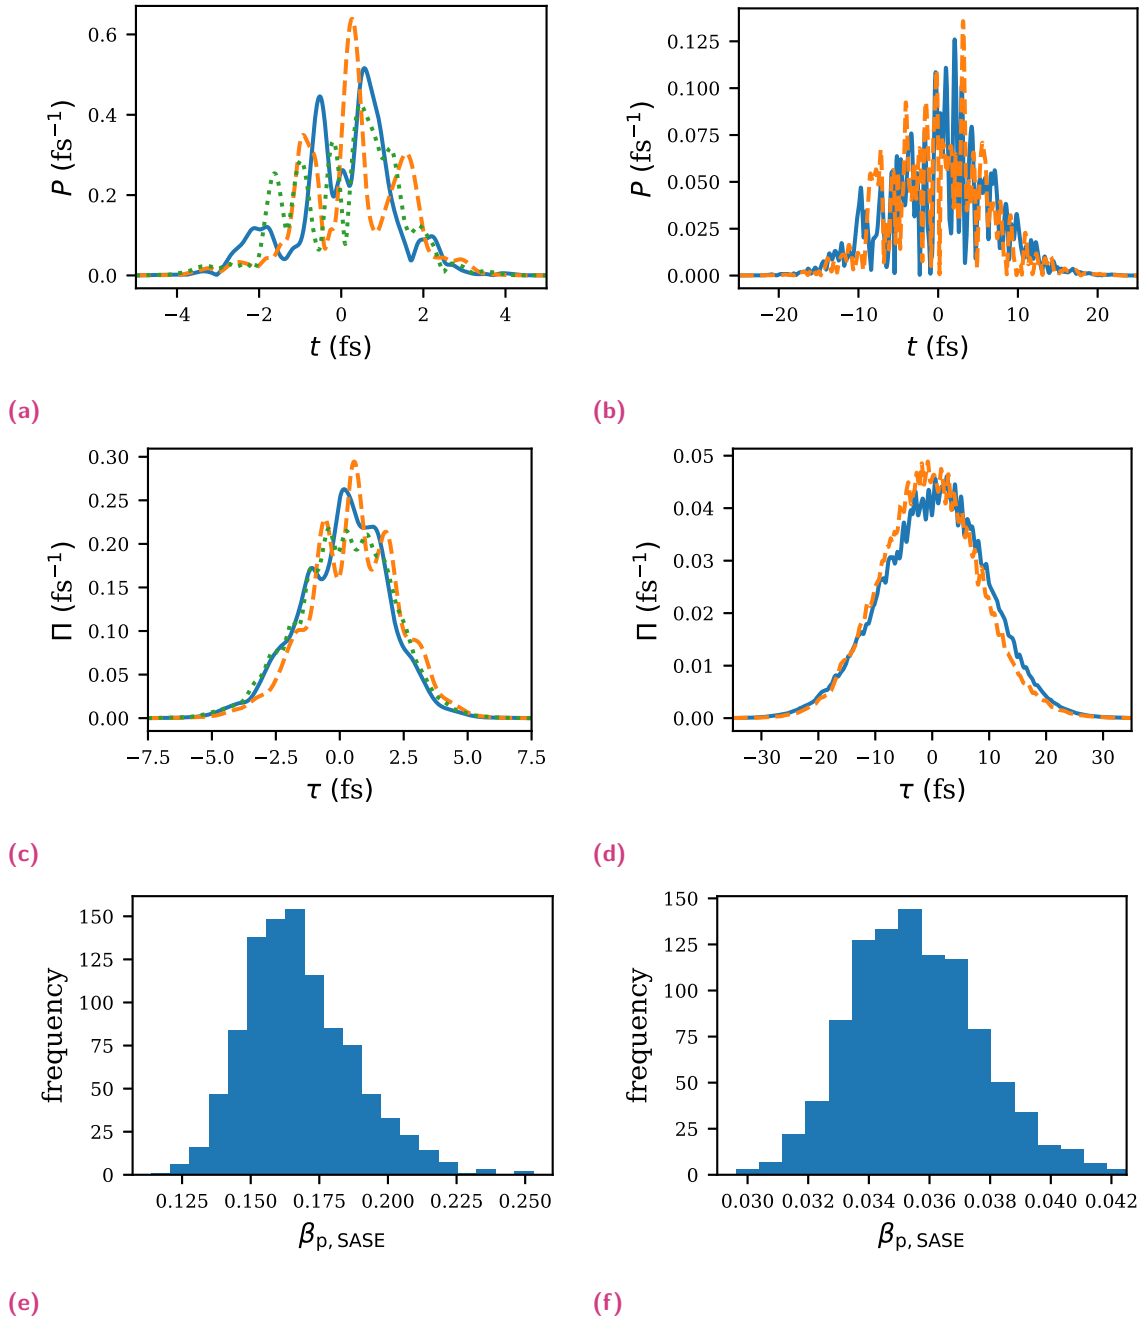 0.6
0.4
0.2
0.0
P (fs⁻¹)
−4 −2 0 2 4
t (fs)
(a)
0.125
0.100
0.075
0.050
0.025
0.000
P (fs⁻¹)
−20 −10 0 10 20
t (fs)
(b)
0.30
0.25
0.20
0.15
0.10
0.05
0.00
Π (fs⁻¹)
−7.5 −5.0 −2.5 0.0 2.5 5.0 7.5
τ (fs)
(c)
0.05
0.04
0.03
0.02
0.01
0.00
Π (fs⁻¹)
−30 −20 −10 0 10 20 30
τ (fs)
(d)
150
125
100
75
50
25
0
frequency
0.125 0.150 0.175 0.200 0.225 0.250
βp, SASE
(e)
150
125
100
75
50
25
0
frequency
0.030 0.032 0.034 0.036 0.038 0.040 0.042
βp, SASE
(f)